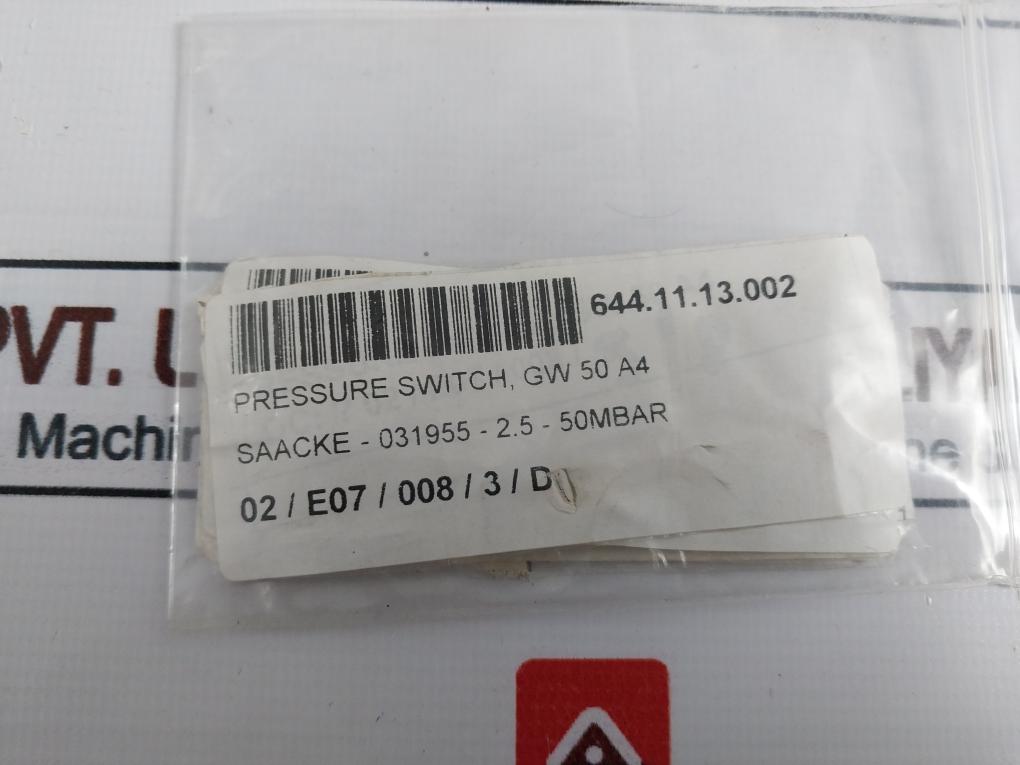 644.11.13.002
PRESSURE SWITCH, GW 50 A4
SAACKE - 031955 - 2.5 - 50MBAR
02 / E07 / 008 / 3 / D
1
PVT.